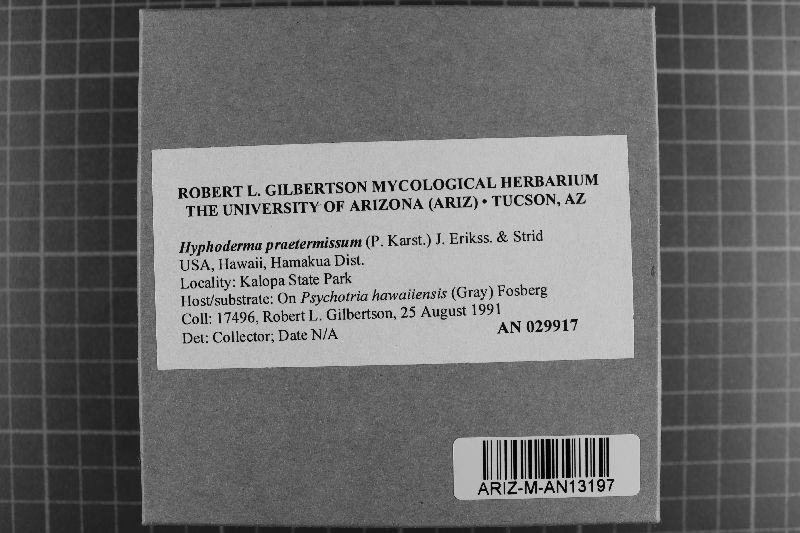 ROBERT L. GILBERTSON MYCOLOGICAL HERBARIUM
THE UNIVERSITY OF ARIZONA (ARIZ) • TUCSON, AZ
Hyphoderma praetermissum (P. Karst.) J. Erikss. & Strid
USA, Hawaii, Hamakua Dist.
Locality: Kalopa State Park
Host/substrate: On Psychotria hawaiiensis (Gray) Fosberg
Coll: 17496, Robert L. Gilbertson, 25 August 1991
Det: Collector; Date N/A
AN 029917
ARIZ-M-AN13197